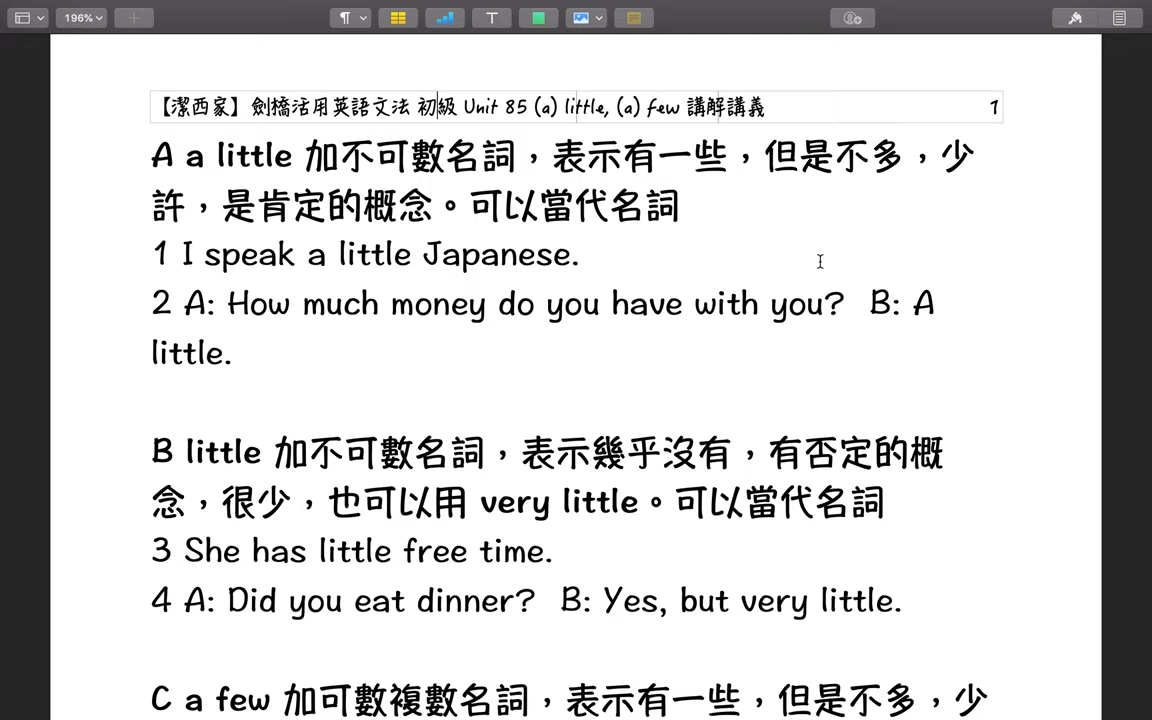 196%
【潔西家】劍橋活用英語文法 初級 Unit 85 (a) little, (a) few 講解講義 1
A a little 加不可數名詞，表示有一些，但是不多，少
許，是肯定的概念。可以當代名詞
1 I speak a little Japanese.
2 A: How much money do you have with you? B: A
little.
B little 加不可數名詞，表示幾乎沒有，有否定的概
念，很少，也可以用 very little。可以當代名詞
3 She has little free time.
4 A: Did you eat dinner? B: Yes, but very little.
C a few 加可數複數名詞，表示有一些，但是不多，少